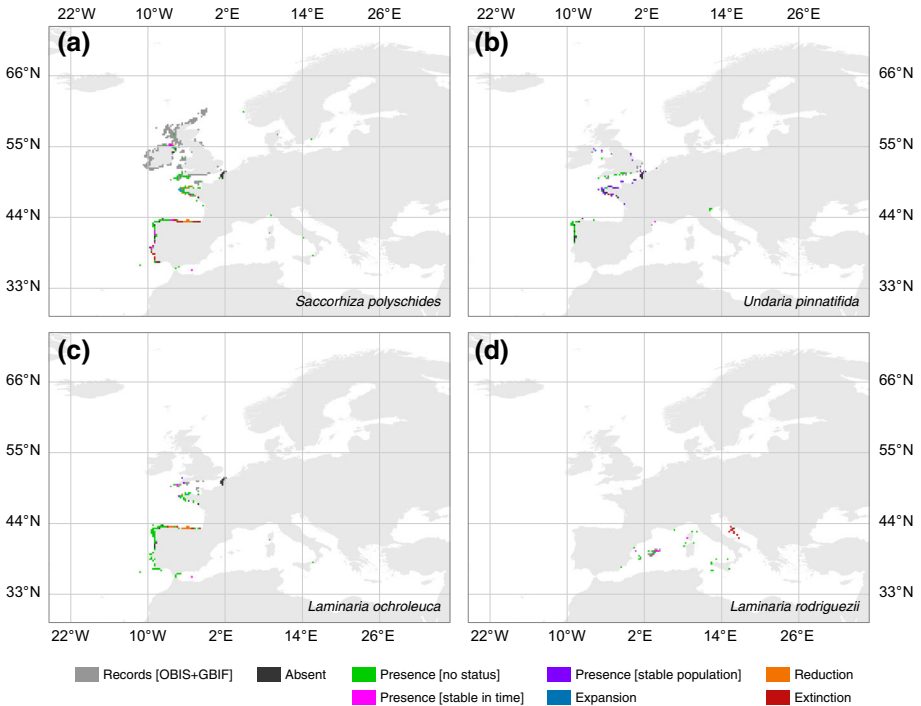 22°W 10°W 2°E 14°E 26°E 22°W 10°W 2°E 14°E 26°E
(a)
(b)
66°N 66°N
55°N 55°N
44°N 44°N
33°N 33°N
Saccorhiza polyschides
Undaria pinnatifida
(c)
(d)
66°N 66°N
55°N 55°N
44°N 44°N
33°N 33°N
Laminaria ochroleuca
Laminaria rodriguezii
22°W 10°W 2°E 14°E 26°E 22°W 10°W 2°E 14°E 26°E
Records [OBIS+GBIF] Absent Presence [no status] Presence [stable population] Reduction
Presence [stable in time] Expansion Extinction